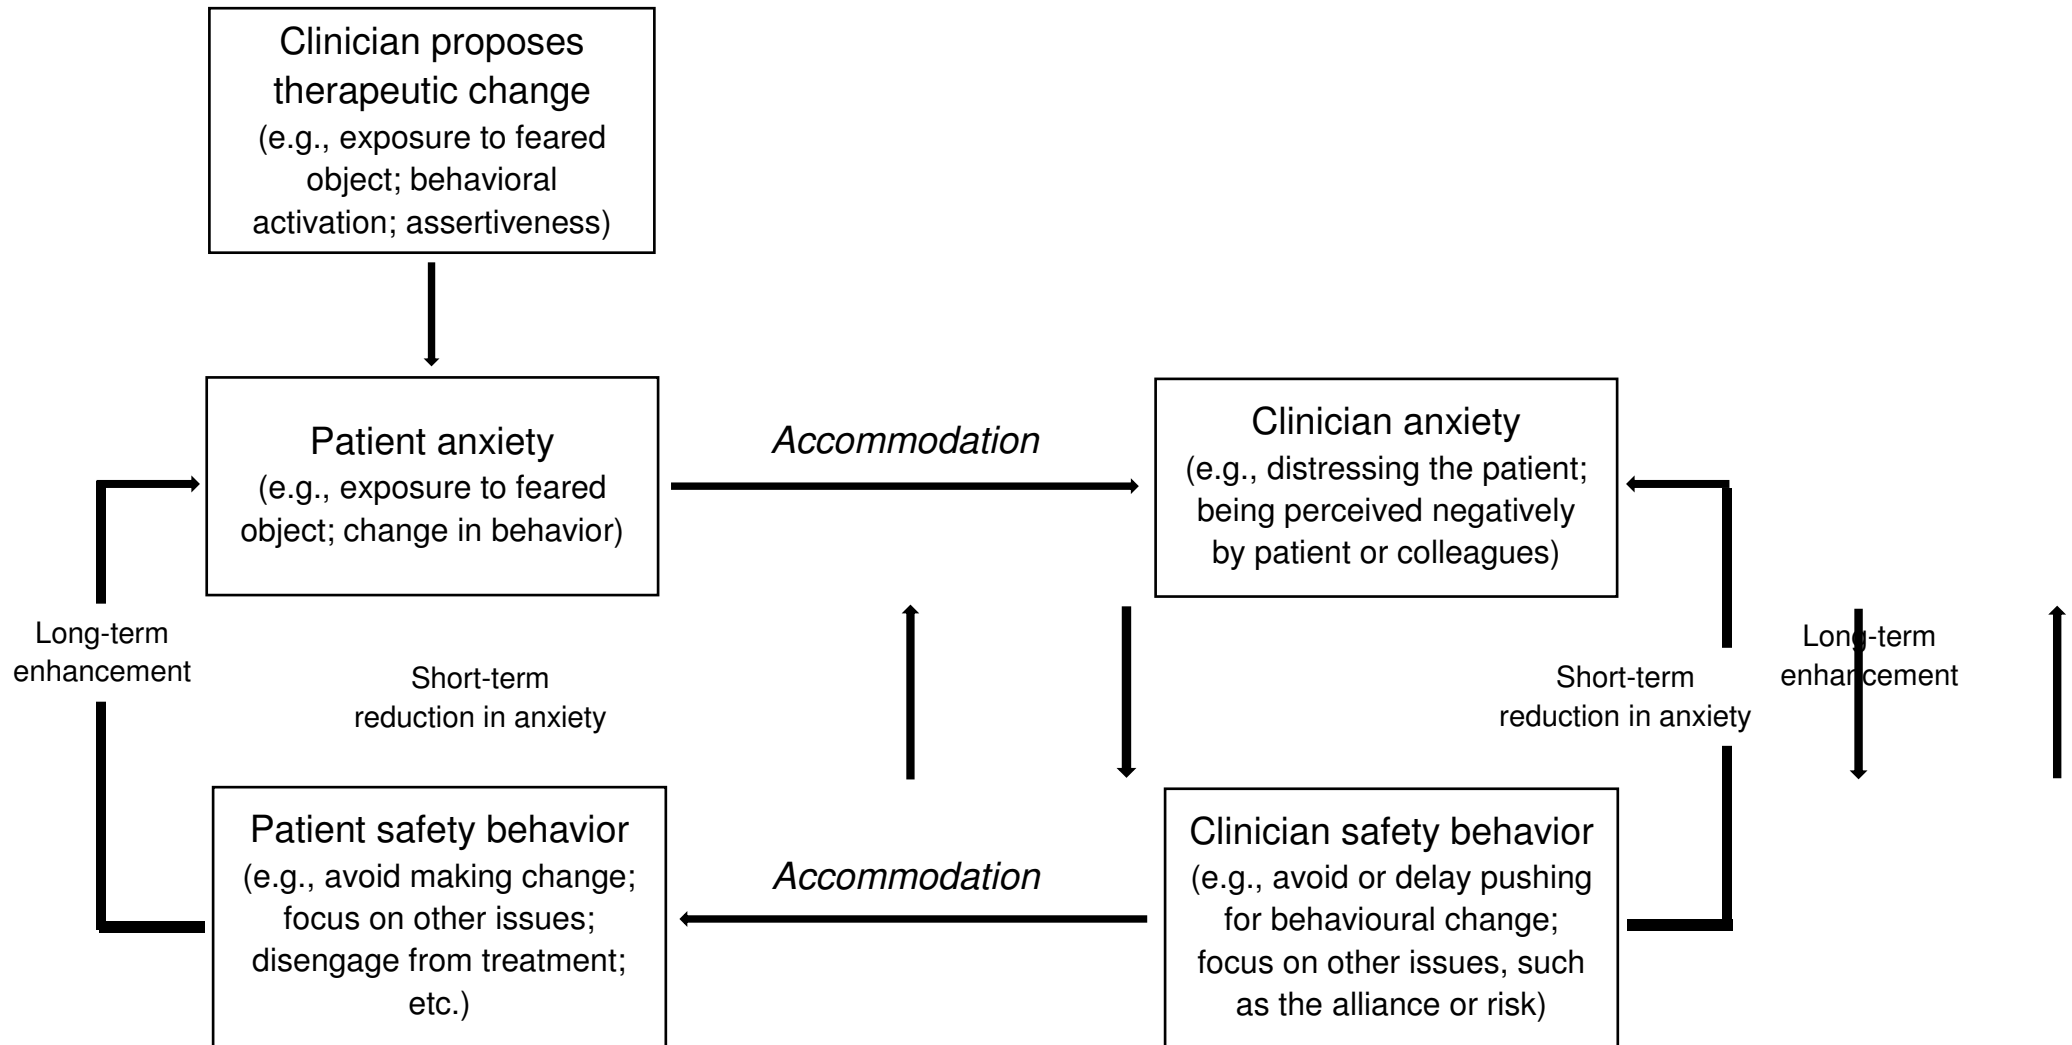 Clinician proposes
therapeutic change
(e.g., exposure to feared
object; behavioral
activation; assertiveness)
Patient anxiety
(e.g., exposure to feared
object; change in behavior)
Accommodation
Clinician anxiety
(e.g., distressing the patient;
being perceived negatively
by patient or colleagues)
Long-term
enhancement
Short-term
reduction in anxiety
Short-term
reduction in anxiety
Long-term
enhancement
Patient safety behavior
(e.g., avoid making change;
focus on other issues;
disengage from treatment;
etc.)
Accommodation
Clinician safety behavior
(e.g., avoid or delay pushing
for behavioural change;
focus on other issues, such
as the alliance or risk)